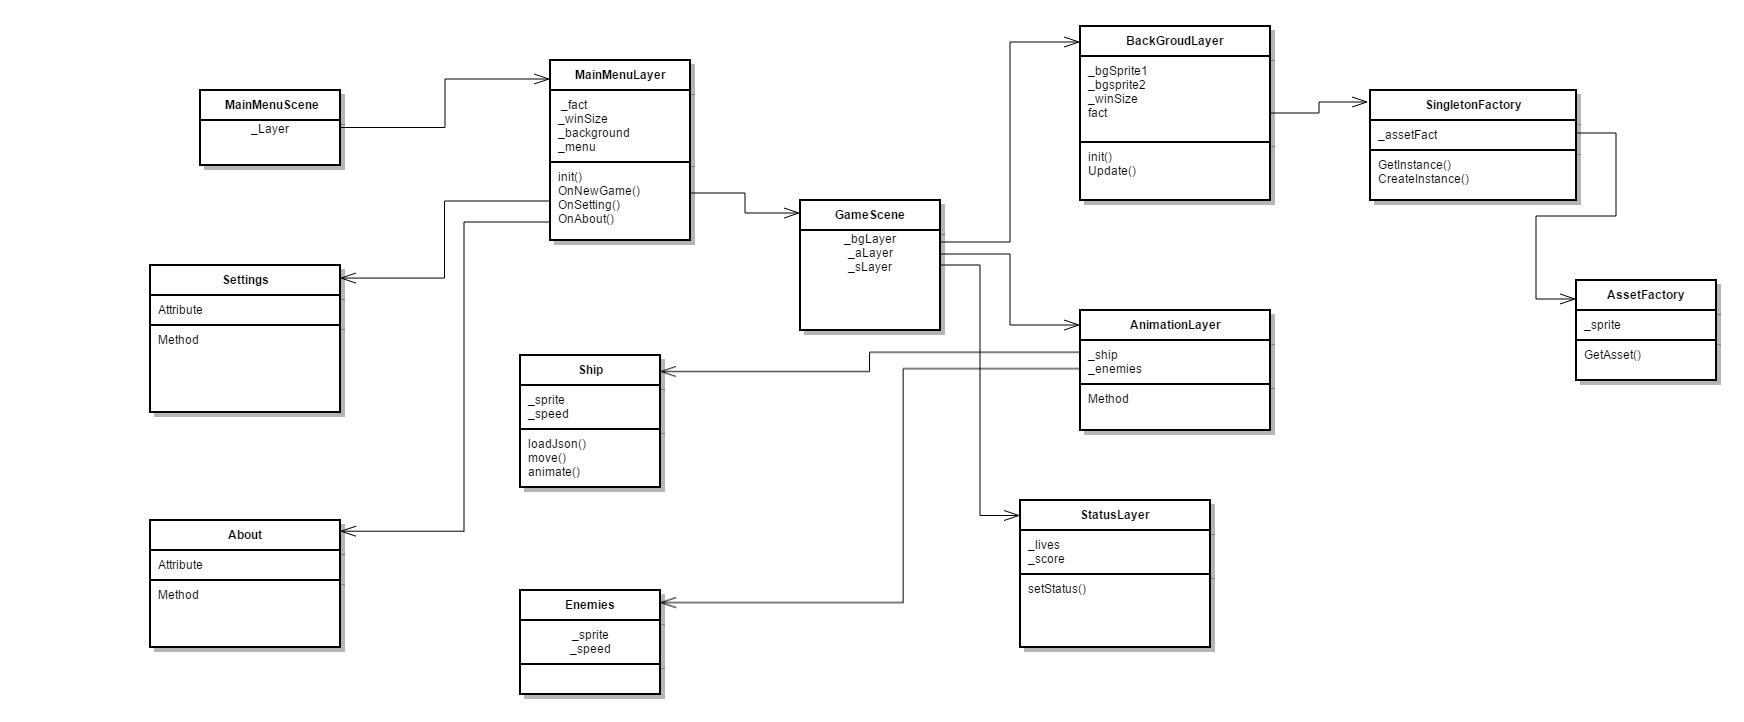 MainMenuScene
_Layer
MainMenuLayer
_fact
_winSize
_background
_menu
init()
OnNewGame()
OnSetting()
OnAbout()
Settings
Attribute
Method
About
Attribute
Method
Ship
_sprite
_speed
loadJson()
move()
animate()
Enemies
_sprite
_speed
GameScene
_bgLayer
_aLayer
_sLayer
BackGroudLayer
_bgSprite1
_bgsprite2
_winSize
fact
init()
Update()
AnimationLayer
_ship
_enemies
Method
StatusLayer
_lives
_score
setStatus()
SingletonFactory
_assetFact
GetInstance()
CreateInstance()
AssetFactory
_sprite
GetAsset()